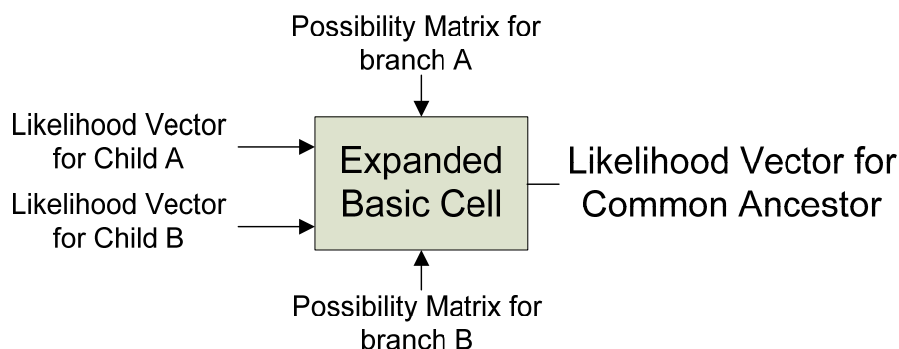 Possibility Matrix for
branch A
Likelihood Vector
for Child A
Likelihood Vector
for Child B
Expanded
Basic Cell
Likelihood Vector for
Common Ancestor
Possibility Matrix for
branch B